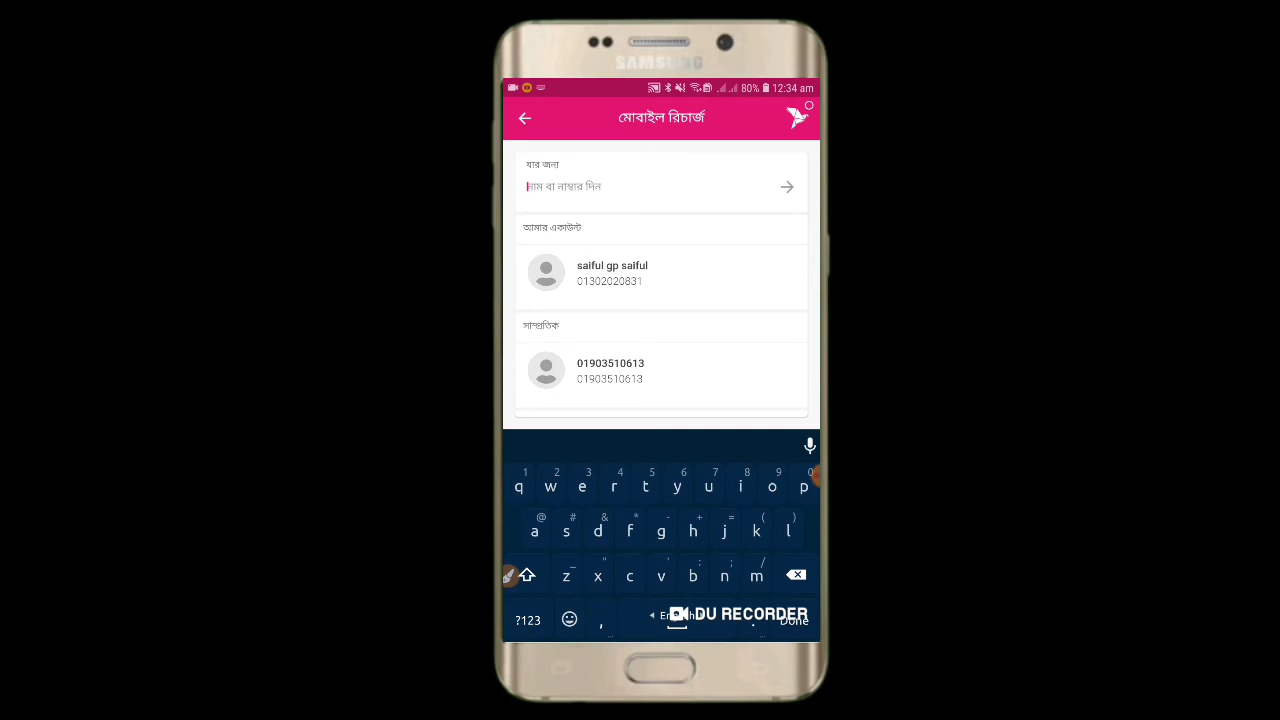 SAMSUNG
80% 12:34 am
মোবাইল রিচার্জ
যার জন্য
নাম বা নাম্বার দিন
আমার একাউন্ট
saiful gp saiful
01302020831
সাম্প্রতিক
01903510613
01903510613
1 2 3 4 5 6 7 8 9 0
q w e r t y u i o p
@ # & * - + = ( )
a s d f g h j k l
_ " ' : ; /
z x c v b n m
?123 , . Done
DU RECORDER